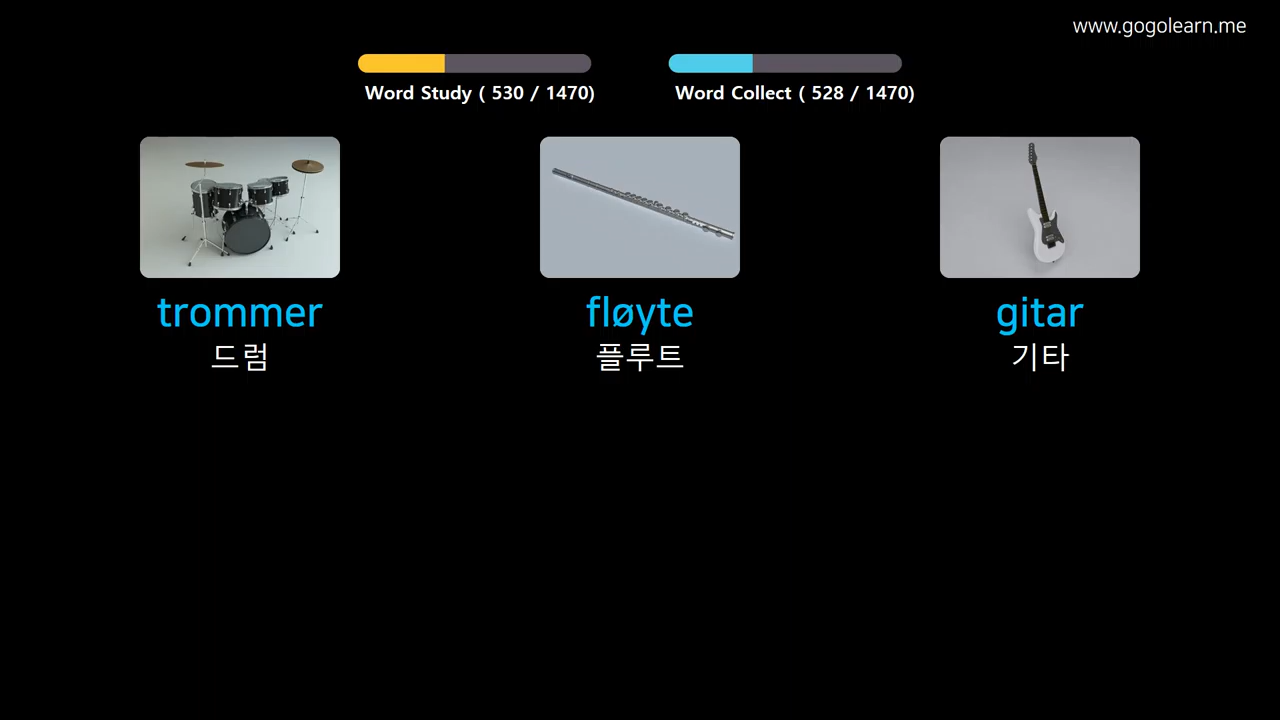 www.gogolearn.me
Word Study ( 530 / 1470)
Word Collect ( 528 / 1470)
trommer
드럼
fløyte
플루트
gitar
기타